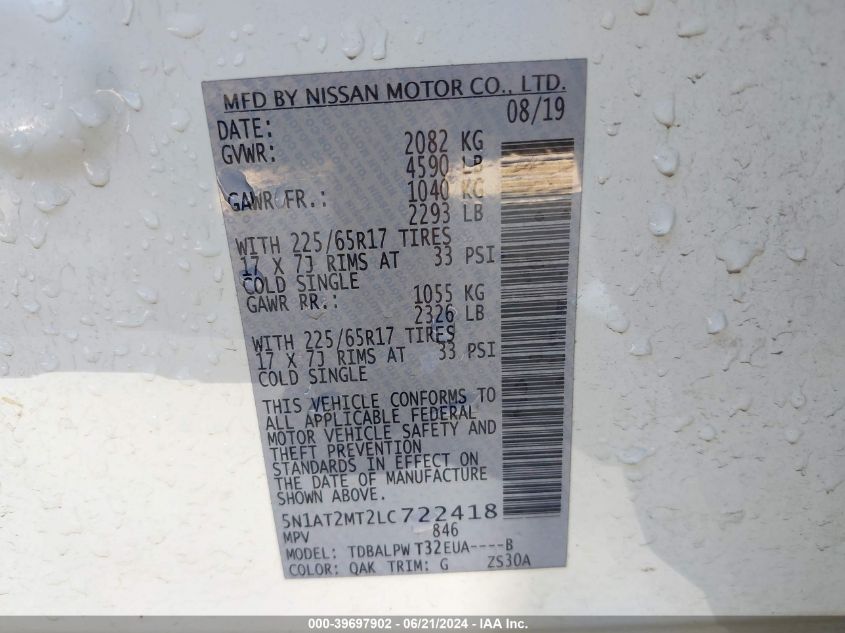 MFD BY NISSAN MOTOR CO., LTD.
DATE: 08/19
GVWR: 2082 KG
4590 LB
GAWR FR.: 1040 KG
2293 LB
WITH 225/65R17 TIRES
17 X 7J RIMS AT 33 PSI
COLD SINGLE
GAWR RR.: 1055 KG
2326 LB
WITH 225/65R17 TIRES
17 X 7J RIMS AT 33 PSI
COLD SINGLE
THIS VEHICLE CONFORMS TO
ALL APPLICABLE FEDERAL
MOTOR VEHICLE SAFETY AND
THEFT PREVENTION
STANDARDS IN EFFECT ON
THE DATE OF MANUFACTURE
SHOWN ABOVE.
5N1AT2MT2LC722418
MPV 846
MODEL: TDBALPW T32EUA----B
COLOR: QAK TRIM: G ZS30A
000-39697902 - 06/21/2024 - IAA Inc.